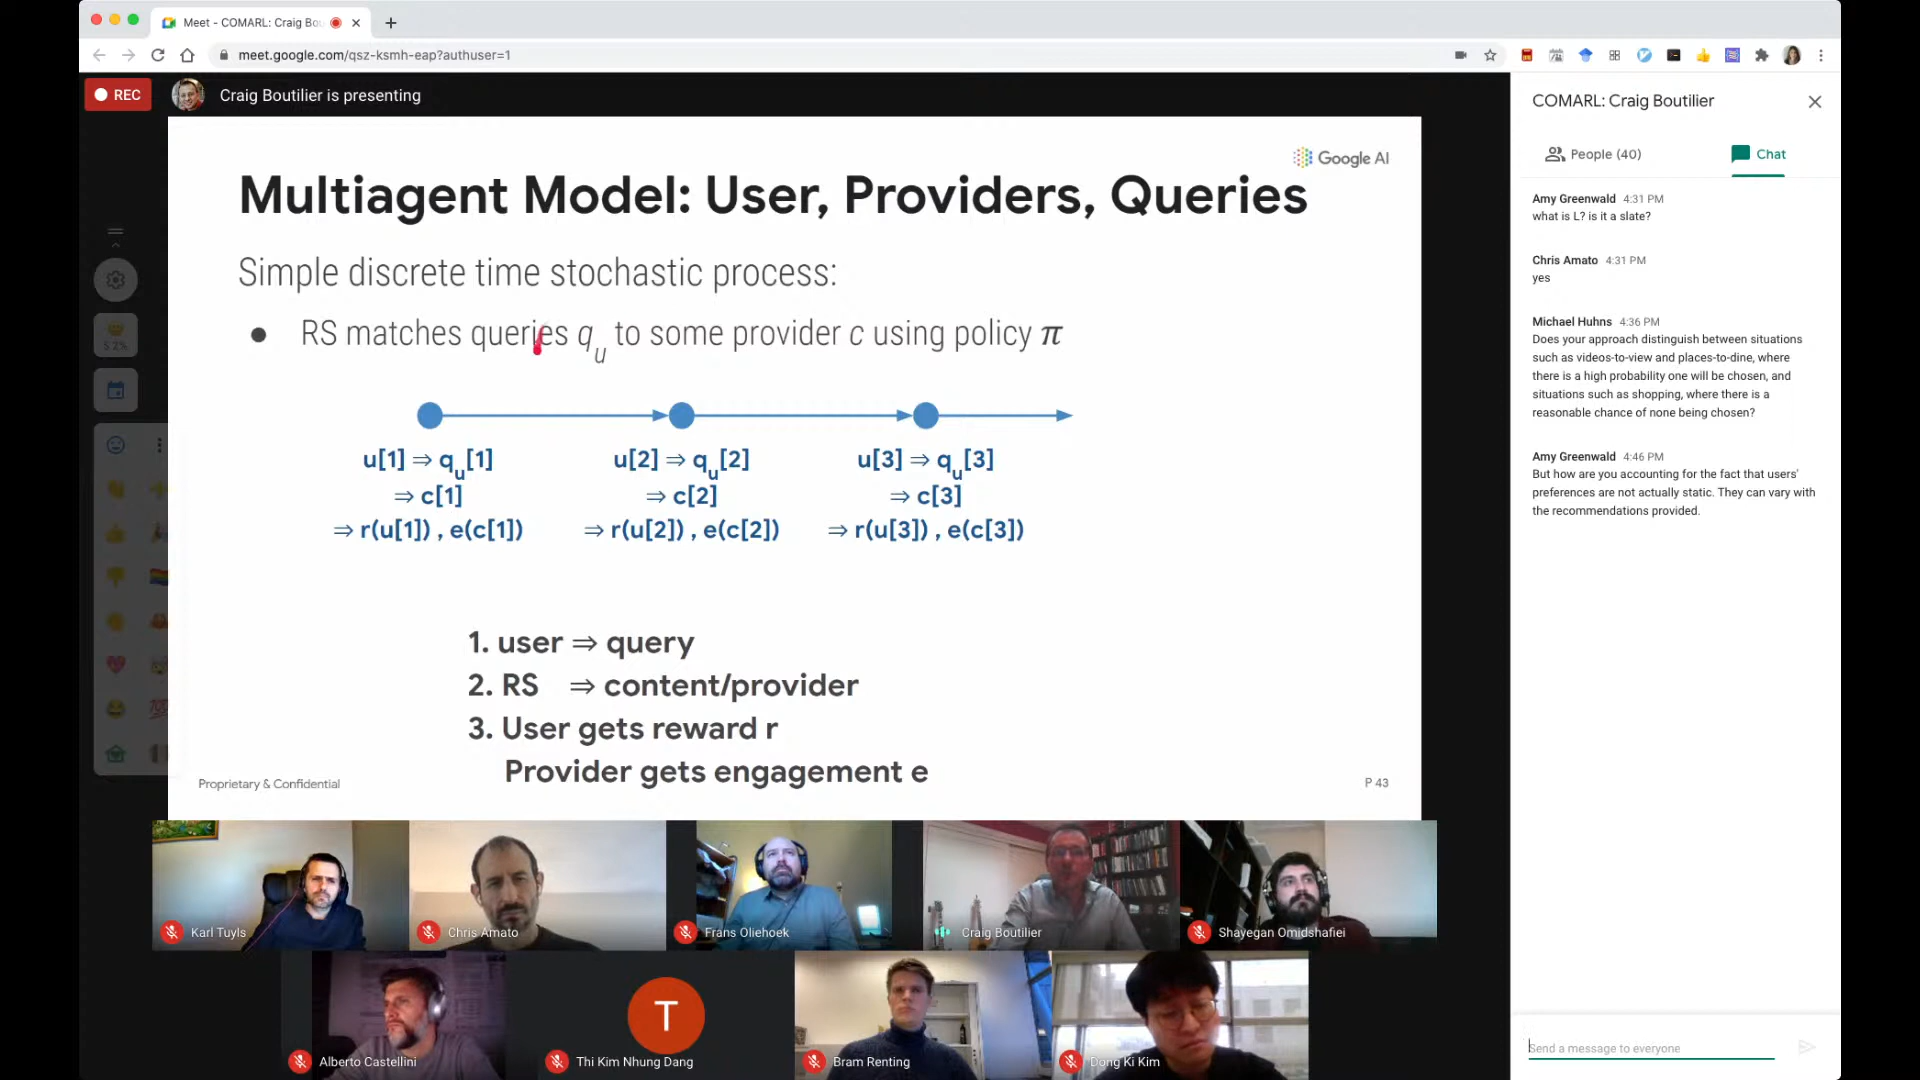 Meet - COMARL: Craig Bou
meet.google.com/qsz-ksmh-eap?authuser=1
REC
Craig Boutilier is presenting
Google AI
Multiagent Model: User, Providers, Queries
Simple discrete time stochastic process:
● RS matches queries qu to some provider c using policy π
u[1] ⇒ qu[1]
⇒ c[1]
⇒ r(u[1]) , e(c[1])
u[2] ⇒ qu[2]
⇒ c[2]
⇒ r(u[2]) , e(c[2])
u[3] ⇒ qu[3]
⇒ c[3]
⇒ r(u[3]) , e(c[3])
1. user ⇒ query
2. RS ⇒ content/provider
3. User gets reward r
Provider gets engagement e
Proprietary & Confidential
P 43
Karl Tuyls
Chris Amato
Frans Oliehoek
Craig Boutilier
Shayegan Omidshafiei
Alberto Castellini
T
Thi Kim Nhung Dang
Bram Renting
Dong Ki Kim
COMARL: Craig Boutilier
People (40)
Chat
Amy Greenwald 4:31 PM
what is L? is it a slate?
Chris Amato 4:31 PM
yes
Michael Huhns 4:36 PM
Does your approach distinguish between situations
such as videos-to-view and places-to-dine, where
there is a high probability one will be chosen, and
situations such as shopping, where there is a
reasonable chance of none being chosen?
Amy Greenwald 4:46 PM
But how are you accounting for the fact that users'
preferences are not actually static. They can vary with
the recommendations provided.
Send a message to everyone